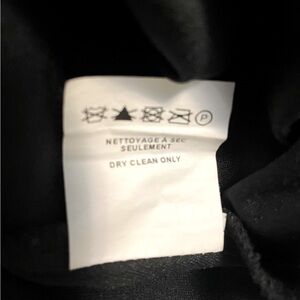 P
NETTOYAGE À SEC
SEULEMENT
DRY CLEAN ONLY